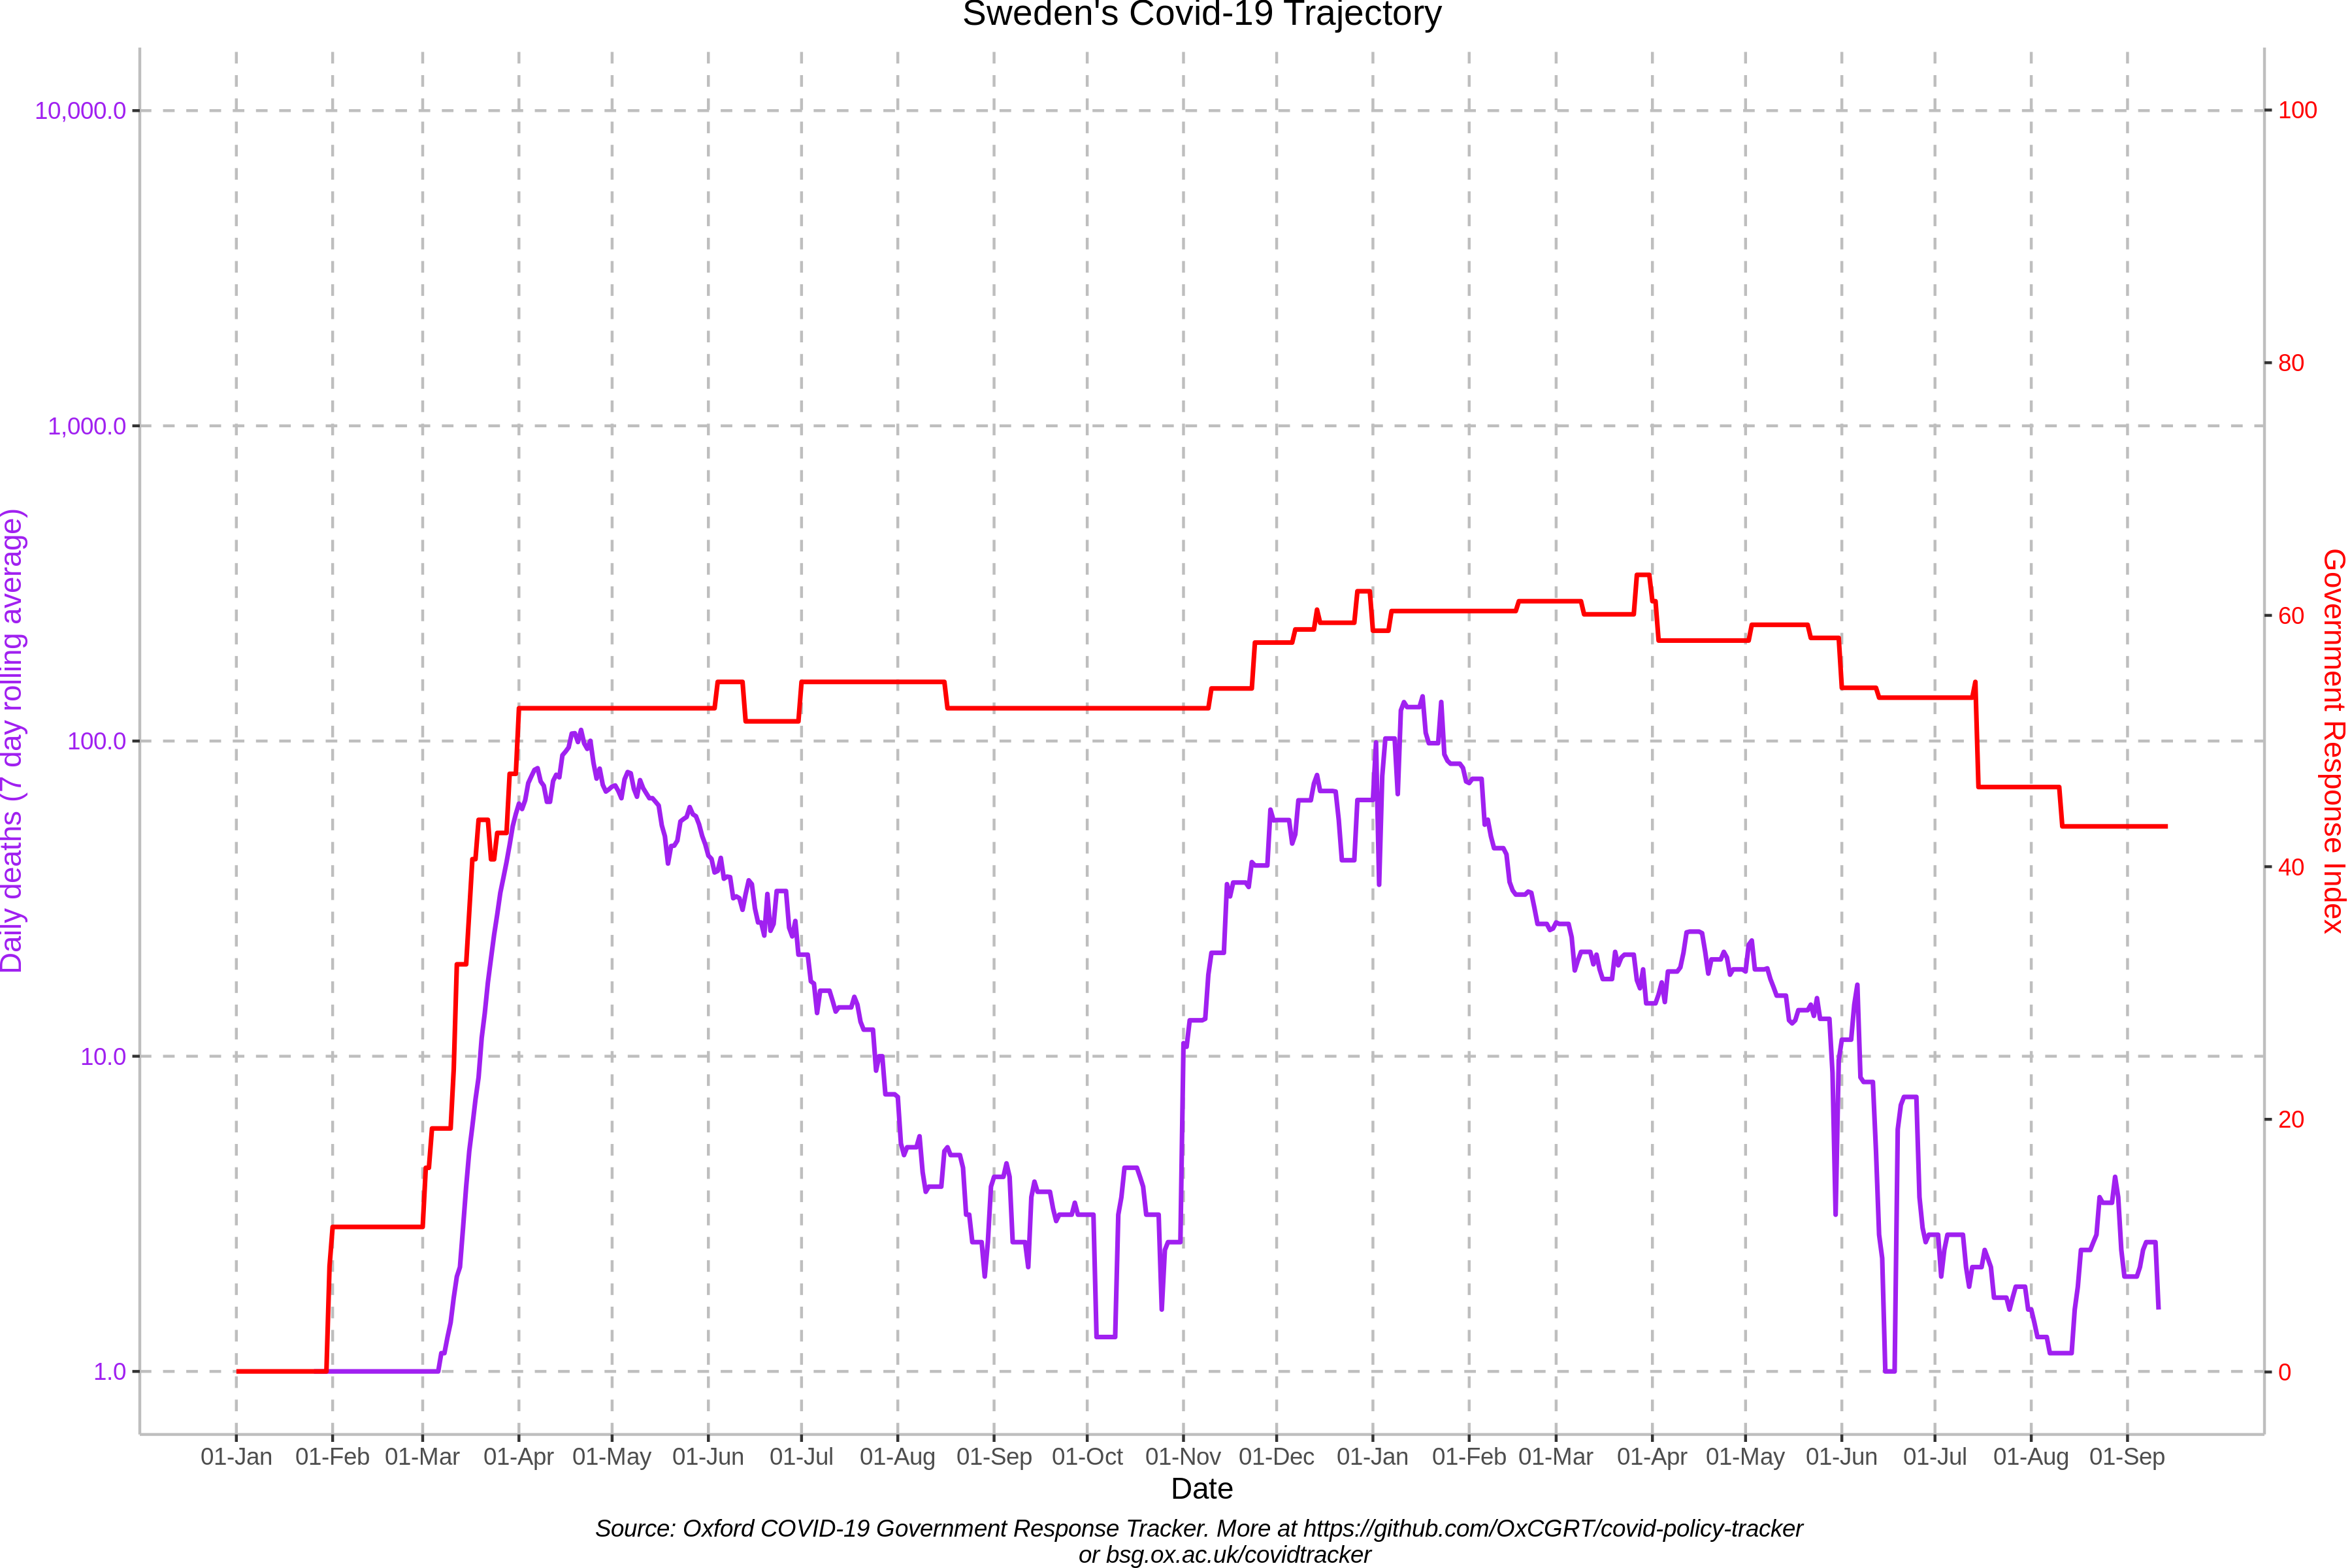 Sweden's Covid-19 Trajectory
10,000.0
1,000.0
100.0
10.0
1.0
Daily deaths (7 day rolling average)
100
80
60
40
20
0
Government Response Index
01-Jan 01-Feb 01-Mar 01-Apr 01-May 01-Jun 01-Jul 01-Aug 01-Sep 01-Oct 01-Nov 01-Dec 01-Jan 01-Feb 01-Mar 01-Apr 01-May 01-Jun 01-Jul 01-Aug 01-Sep
Date
Source: Oxford COVID-19 Government Response Tracker. More at https://github.com/OxCGRT/covid-policy-tracker
or bsg.ox.ac.uk/covidtracker